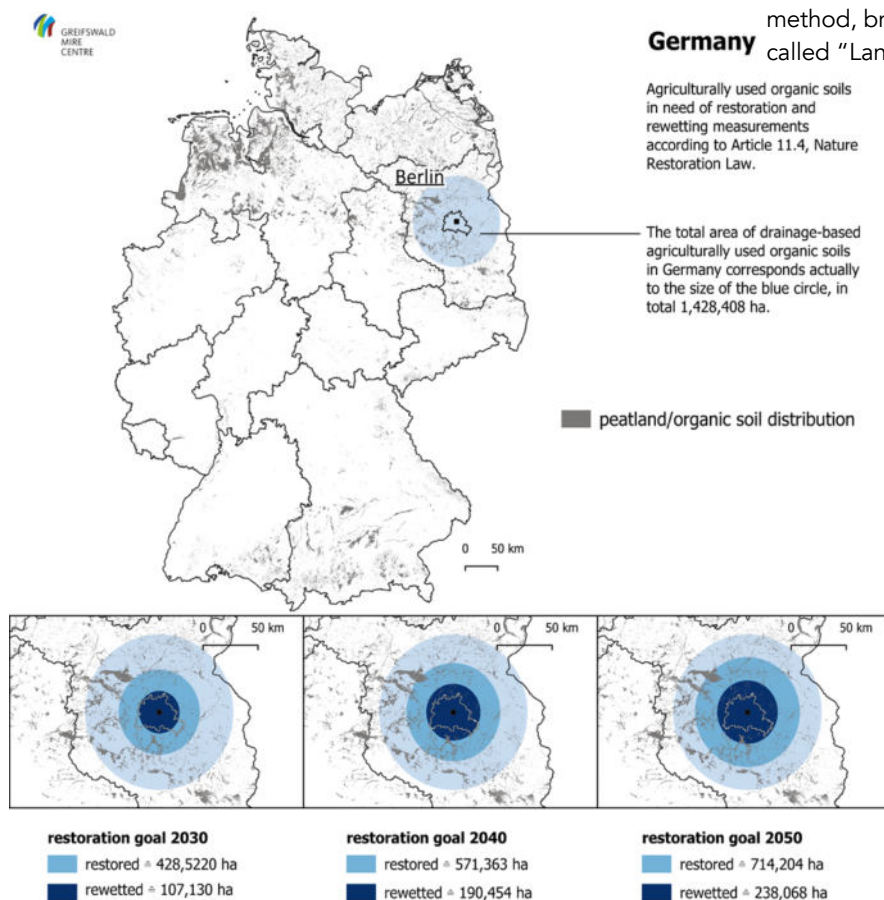 GREIFSWALD
MIRE
CENTRE
method, br
called “Lan
Germany
Agriculturally used organic soils
in need of restoration and
rewetting measurements
according to Article 11.4, Nature
Restoration Law.
Berlin
The total area of drainage-based
agriculturally used organic soils
in Germany corresponds actually
to the size of the blue circle, in
total 1,428,408 ha.
peatland/organic soil distribution
0 50 km
0 50 km
0 50 km
0 50 km
restoration goal 2030
restored ≙ 428,5220 ha
rewetted ≙ 107,130 ha
restoration goal 2040
restored ≙ 571,363 ha
rewetted ≙ 190,454 ha
restoration goal 2050
restored ≙ 714,204 ha
rewetted ≙ 238,068 ha